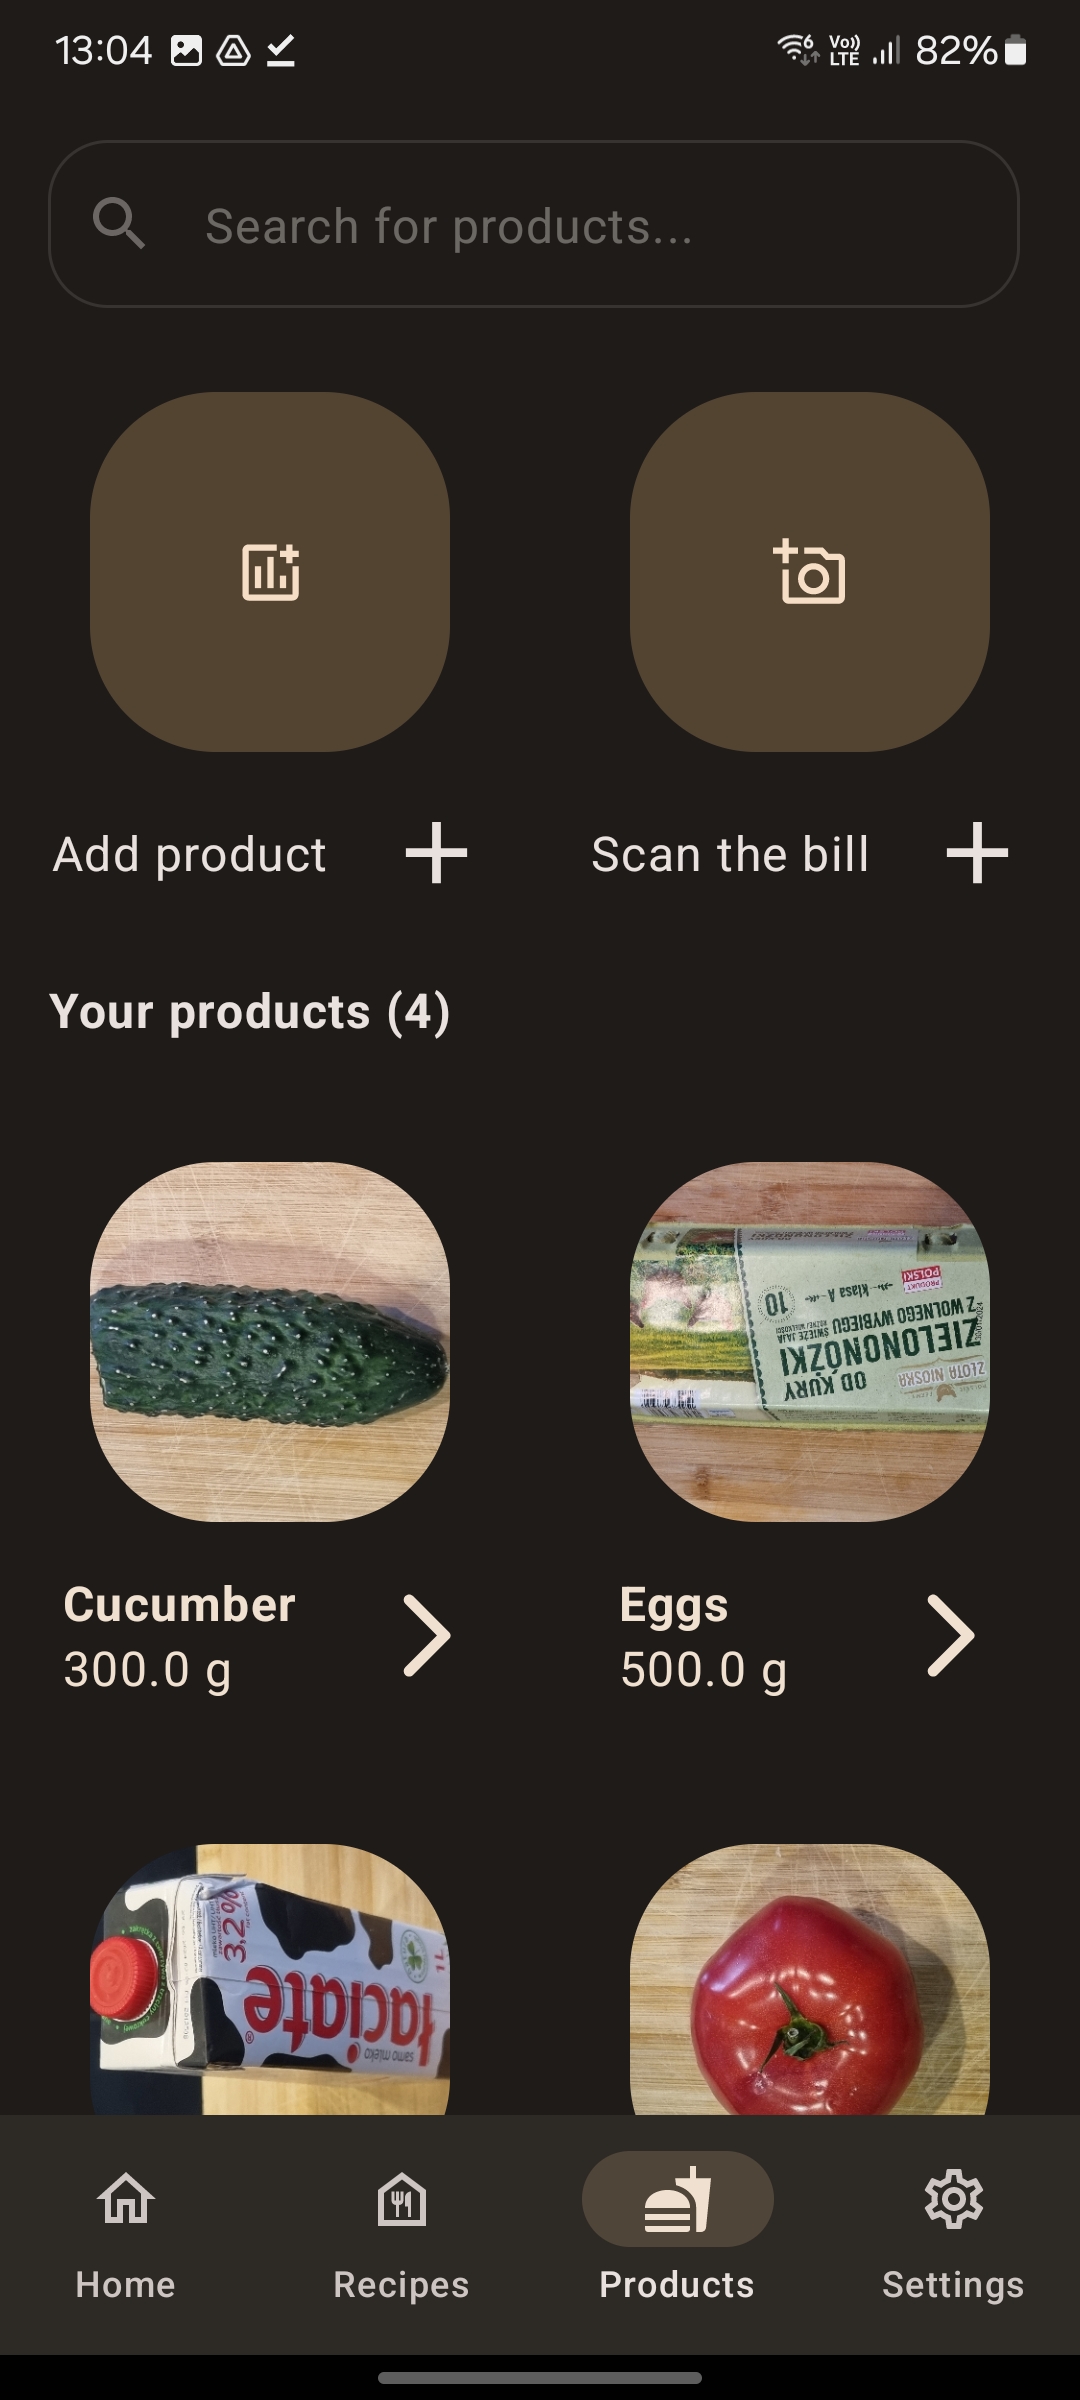 13:04
6 Vo)) LTE 82%
Search for products...
Add product
Scan the bill
Your products (4)
PRODUKT POLSKI
klasa A
10
Z WOLNEGO WYBIEGU
ŚWIEŻE JAJA
ZIELONONÓŻKI
OD KURY
ZŁOTA NIOSKA
Cucumber
300.0 g
Eggs
500.0 g
3,2%
łaciate®
samo mleko
1L
Home
Recipes
Products
Settings